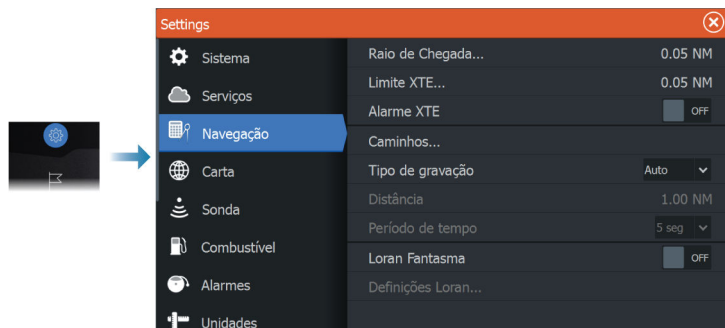 Settings
Sistema
Serviços
Navegação
Carta
Sonda
Combustível
Alarmes
Unidades
Raio de Chegada... 0.05 NM
Limite XTE... 0.05 NM
Alarme XTE OFF
Caminhos...
Tipo de gravação Auto
Distância 1.00 NM
Período de tempo 5 seg
Loran Fantasma OFF
Definições Loran...